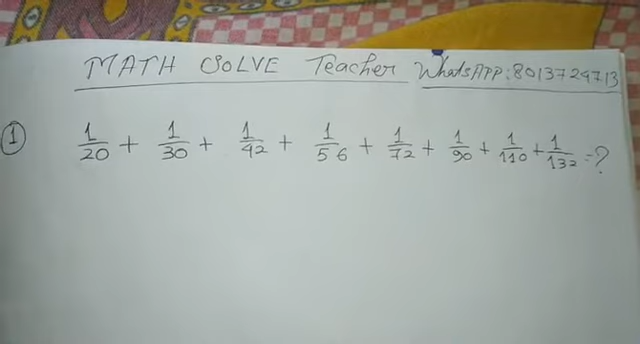 MATH SOLVE Teacher WhatsAPP:8013729713
① 1/20 + 1/30 + 1/42 + 1/56 + 1/72 + 1/90 + 1/110 + 1/132 =?